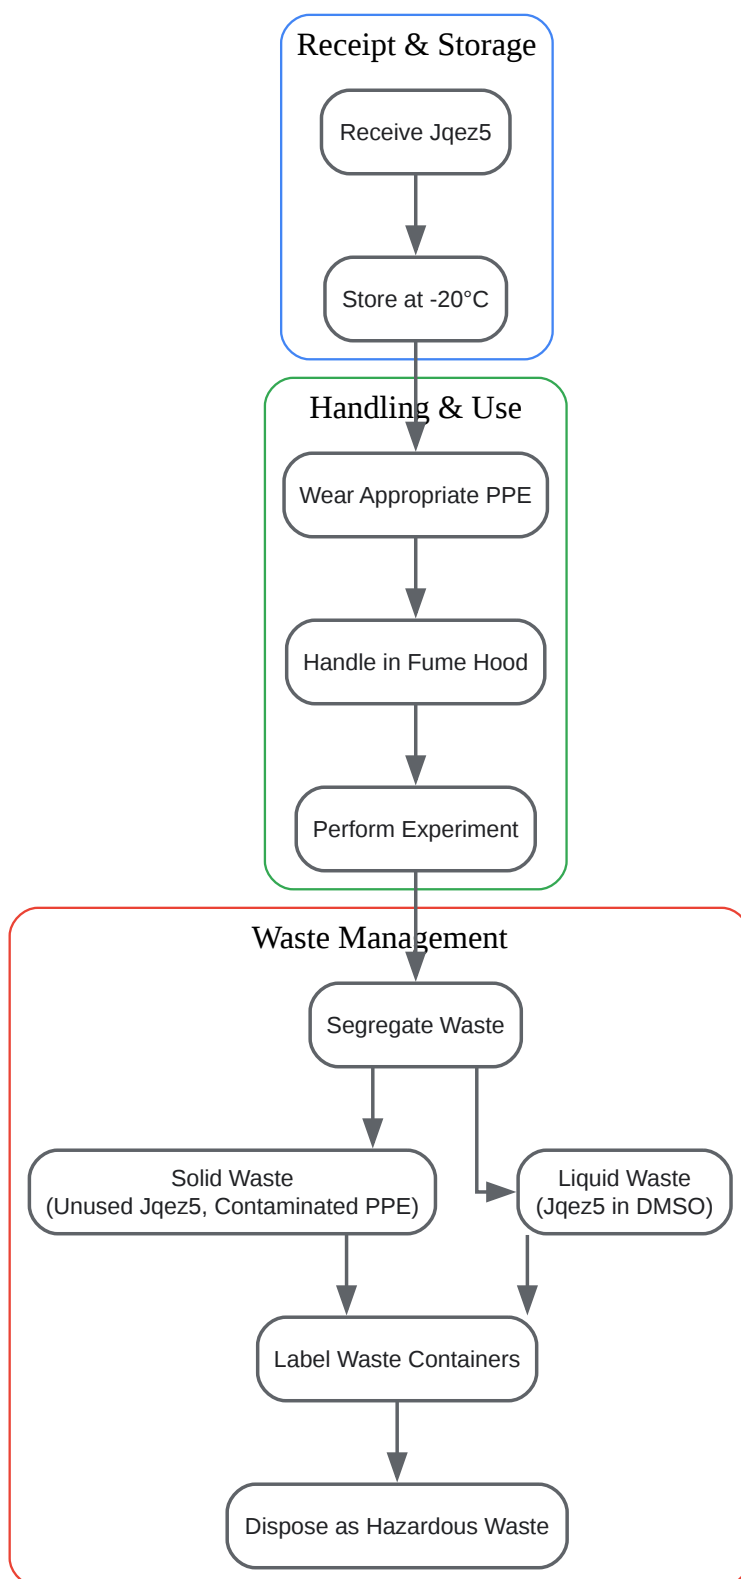 Receipt & Storage
Receive Jqez5
Store at -20°C
Handling & Use
Wear Appropriate PPE
Handle in Fume Hood
Perform Experiment
Waste Management
Segregate Waste
Solid Waste
(Unused Jqez5, Contaminated PPE)
Liquid Waste
(Jqez5 in DMSO)
Label Waste Containers
Dispose as Hazardous Waste